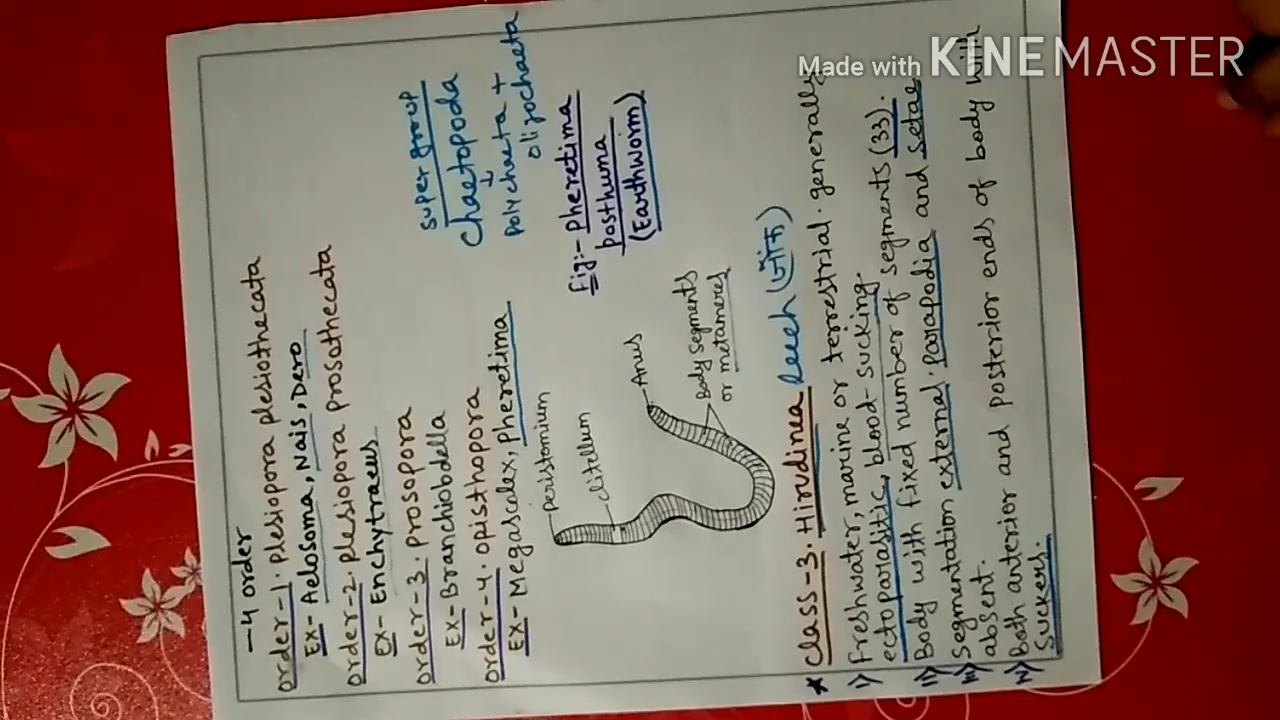 Made with KINEMASTER
- 4 order
order-1. plesiopora plesiothecata
Ex- Aelosoma, Nais, Dero
order-2. plesiopora prosothecata
Ex- Enchytraeus
order-3. prosopora
Ex- Branchiobdella
order-4. opisthopora
Ex- Megascolex, pheretima
super group
Chaetopoda
↓
polychaeta +
oligochaeta
fig:- pheretima
posthuma
(Earthworm)
peristomium
clitellum
Anus
Body segments
or metameres
* class-3. Hirudinea leech (जोंक)
i) Freshwater, marine or terrestrial. generally
ectoparasitic, blood-sucking.
ii) Body with fixed number of segments (33).
iii) Segmentation external. parapodia and setae
absent.
iv) Both anterior and posterior ends of body with
suckers.